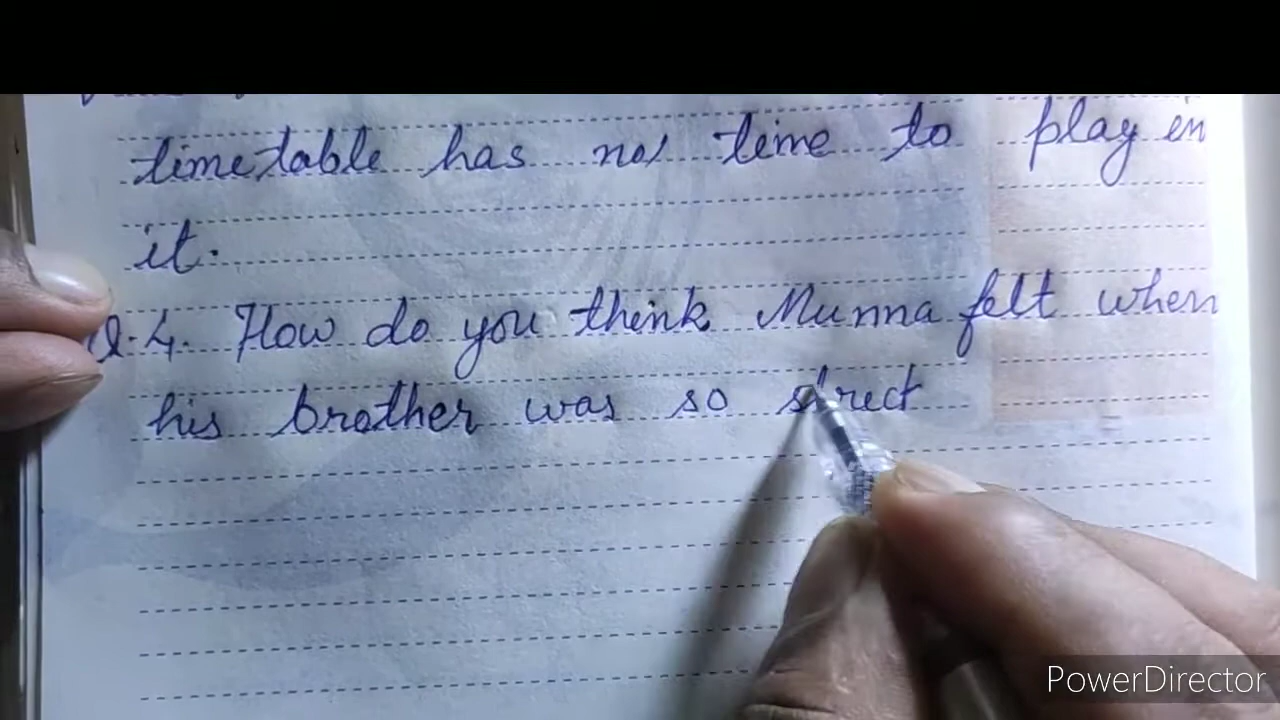 timetable has no time to play in
it.
Q.4. How do you think Munna felt when
his brother was so strect
PowerDirector